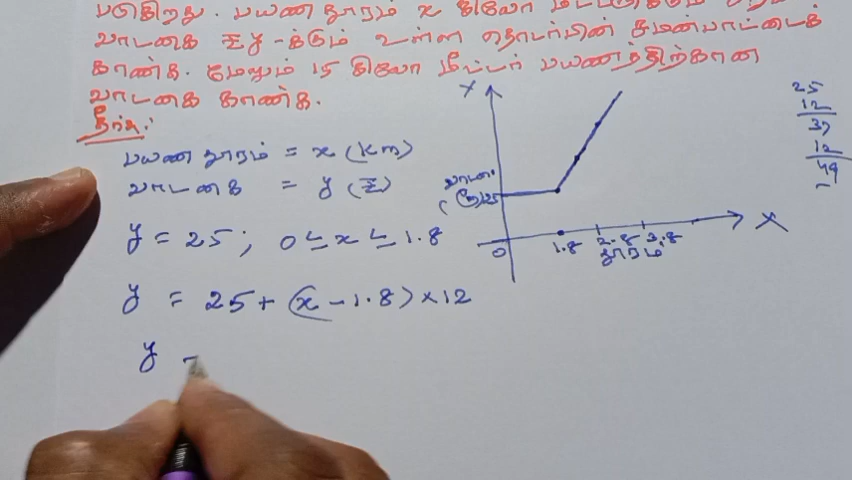 படுகிறது. பயண தூரம் x கிலோ மீட்டருக்கும்
வாடகை ₹y-க்கும் உள்ள தொடர்பின் சமன்பாட்டைக்
காண்க. மேலும் 15 கிலோ மீட்டர் பயணத்திற்கான
வாடகை காண்க.
தீர்வு:
பயண தூரம் = x (km)
வாடகை = y (₹)
y = 25; 0 ≤ x ≤ 1.8
y = 25 + (x - 1.8) × 12
y -
Y
வாடகை
(ரூ)25
0
1.8 2.8 3.8
தூரம்
X
25
12
37
12
49